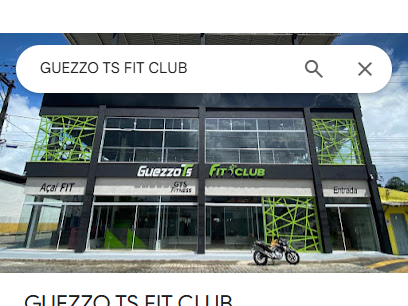 GUEZZO TS FIT CLUB
GUEZZO TS FIT CLUB
Açaí FIT
GTS
FITNESS
Entrada
GUEZZO TS FIT CLUB